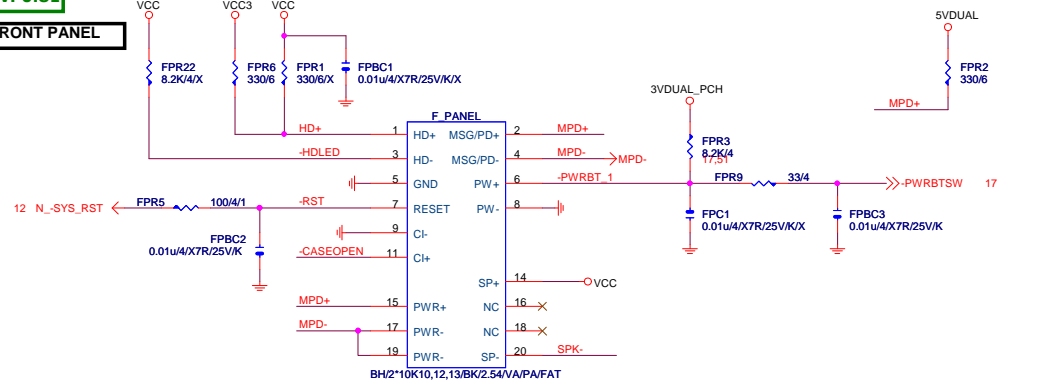 VCC
VCC3
VCC
5VDUAL
RONT PANEL
FPR22
8.2K/4/X
FPR6
330/6
FPR1
330/6/X
FPBC1
0.01u/4/X7R/25V/K/X
FPR2
330/6
3VDUAL_PCH
MPD+
F_PANEL
HD+
1
HD+
MSG/PD+
2
MPD+
FPR3
8.2K/4
-HDLED
3
HD-
MSG/PD-
4
MPD-
MPD-
17,51
5
GND
PW+
6
-PWRBT_1
FPR9
33/4
-PWRBTSW
17
12
N_-SYS_RST
FPR5
100/4/1
-RST
7
RESET
PW-
8
FPC1
0.01u/4/X7R/25V/K/X
FPBC3
0.01u/4/X7R/25V/K
9
CI-
FPBC2
0.01u/4/X7R/25V/K
-CASEOPEN
11
CI+
SP+
14
VCC
MPD+
15
PWR+
NC
16
MPD-
17
PWR-
NC
18
19
PWR-
SP-
20
SPK-
BH/2*10K10,12,13/BK/2.54/VA/PA/FAT